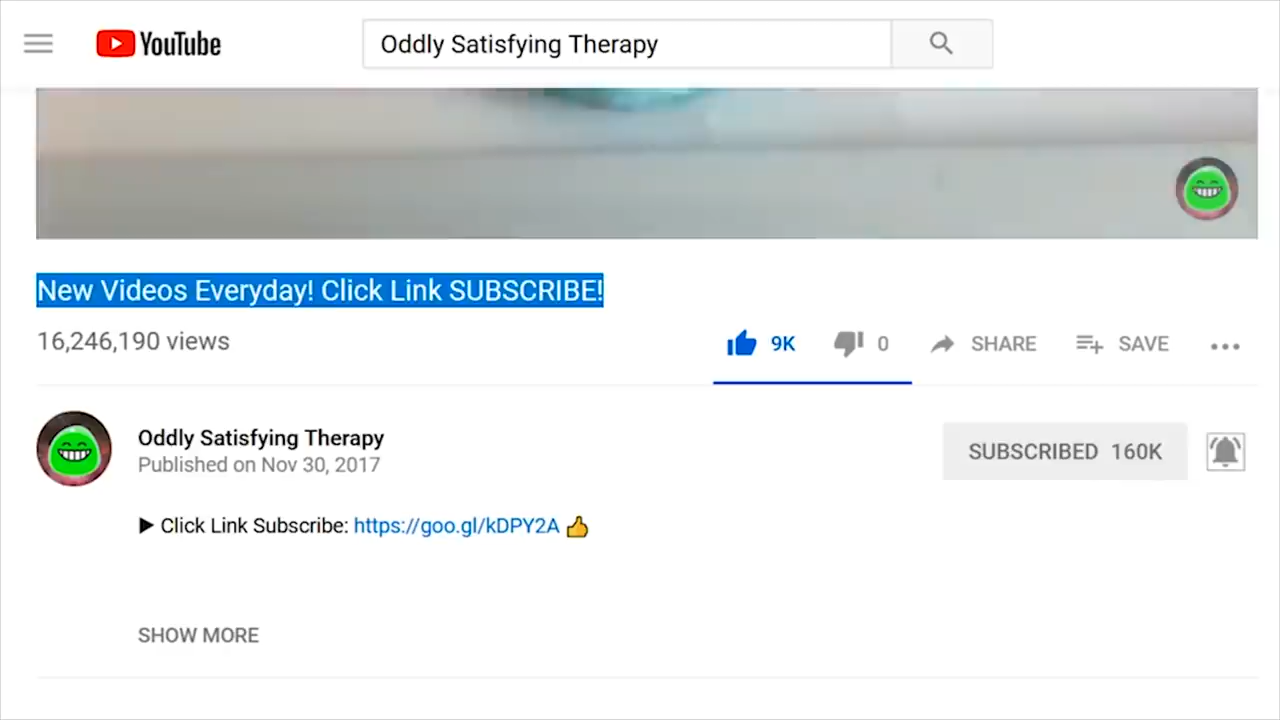 YouTube
Oddly Satisfying Therapy
New Videos Everyday! Click Link SUBSCRIBE!
16,246,190 views
9K
0
SHARE
SAVE
Oddly Satisfying Therapy
Published on Nov 30, 2017
SUBSCRIBED 160K
▶ Click Link Subscribe: https://goo.gl/kDPY2A 👍
SHOW MORE